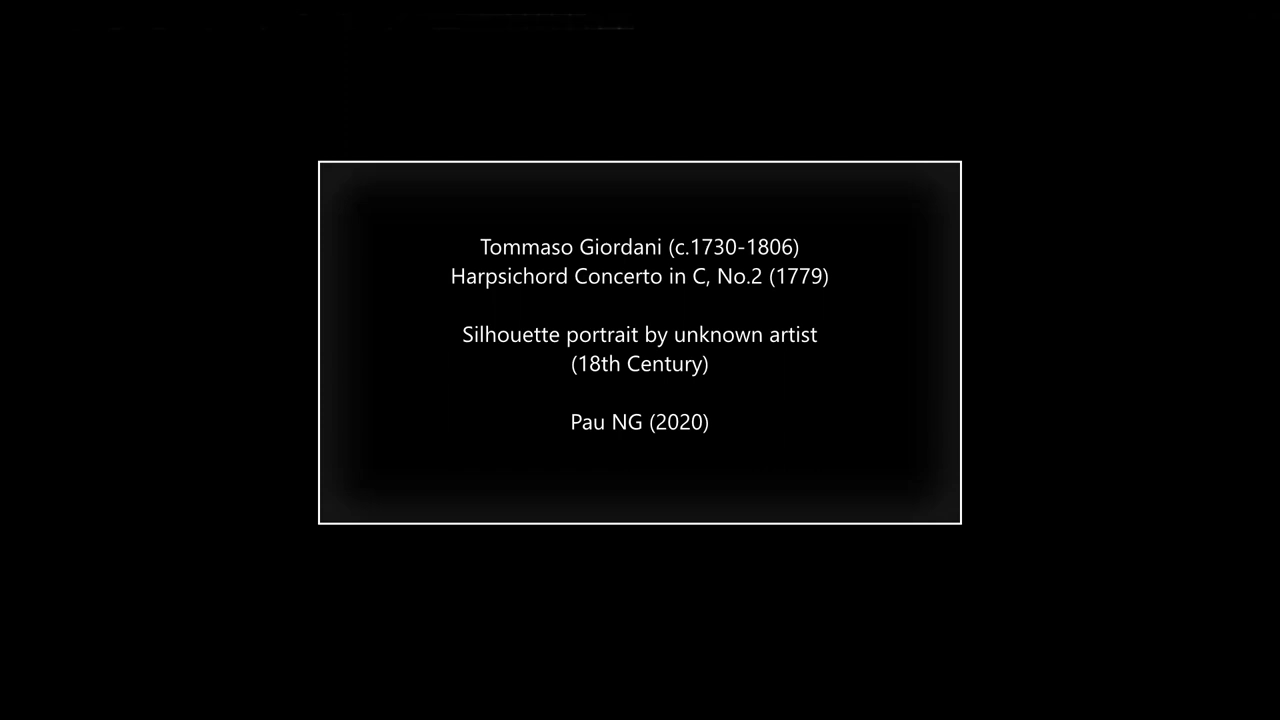 Tommaso Giordani (c.1730-1806)
Harpsichord Concerto in C, No.2 (1779)
Silhouette portrait by unknown artist
(18th Century)
Pau NG (2020)